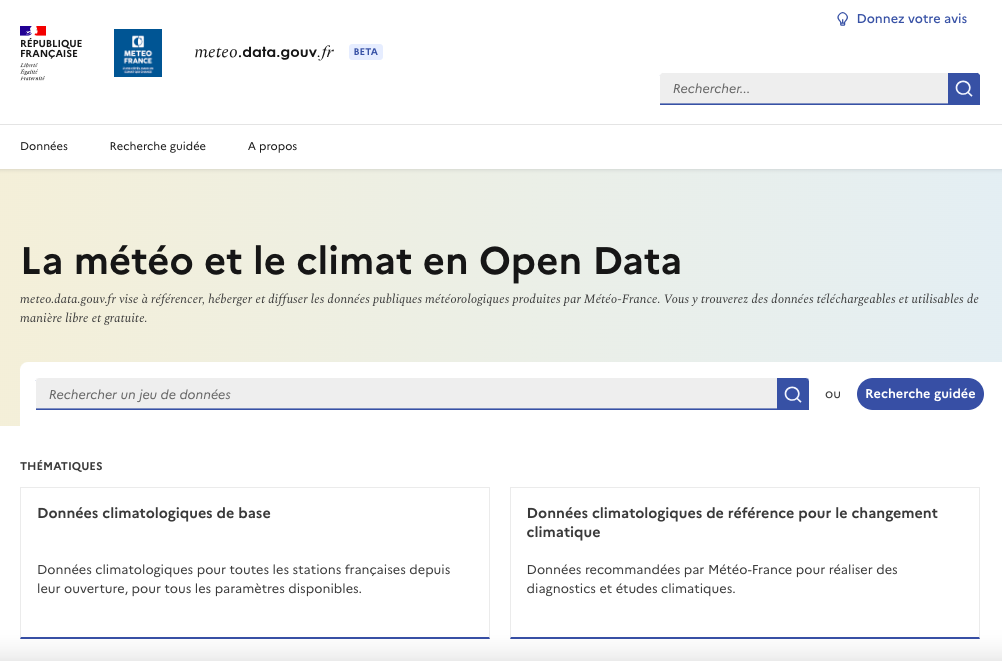 Donnez votre avis
RÉPUBLIQUE
FRANÇAISE
Liberté
Égalité
Fraternité
METEO
FRANCE
meteo.data.gouv.fr BETA
Rechercher...
Données Recherche guidée A propos
La météo et le climat en Open Data
meteo.data.gouv.fr vise à référencer, héberger et diffuser les données publiques météorologiques produites par Météo-France. Vous y trouverez des données téléchargeables et utilisables de
manière libre et gratuite.
Rechercher un jeu de données ou Recherche guidée
THÉMATIQUES
Données climatologiques de base
Données climatologiques pour toutes les stations françaises depuis
leur ouverture, pour tous les paramètres disponibles.
Données climatologiques de référence pour le changement
climatique
Données recommandées par Météo-France pour réaliser des
diagnostics et études climatiques.